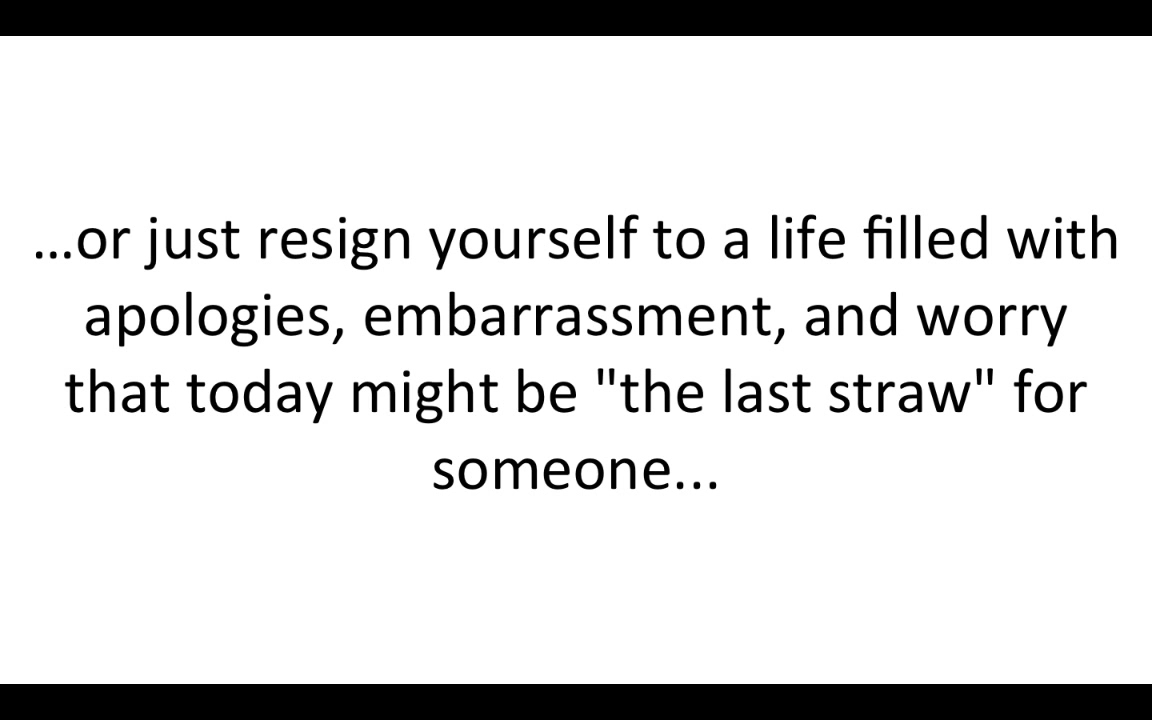 ...or just resign yourself to a life filled with
apologies, embarrassment, and worry
that today might be "the last straw" for
someone...